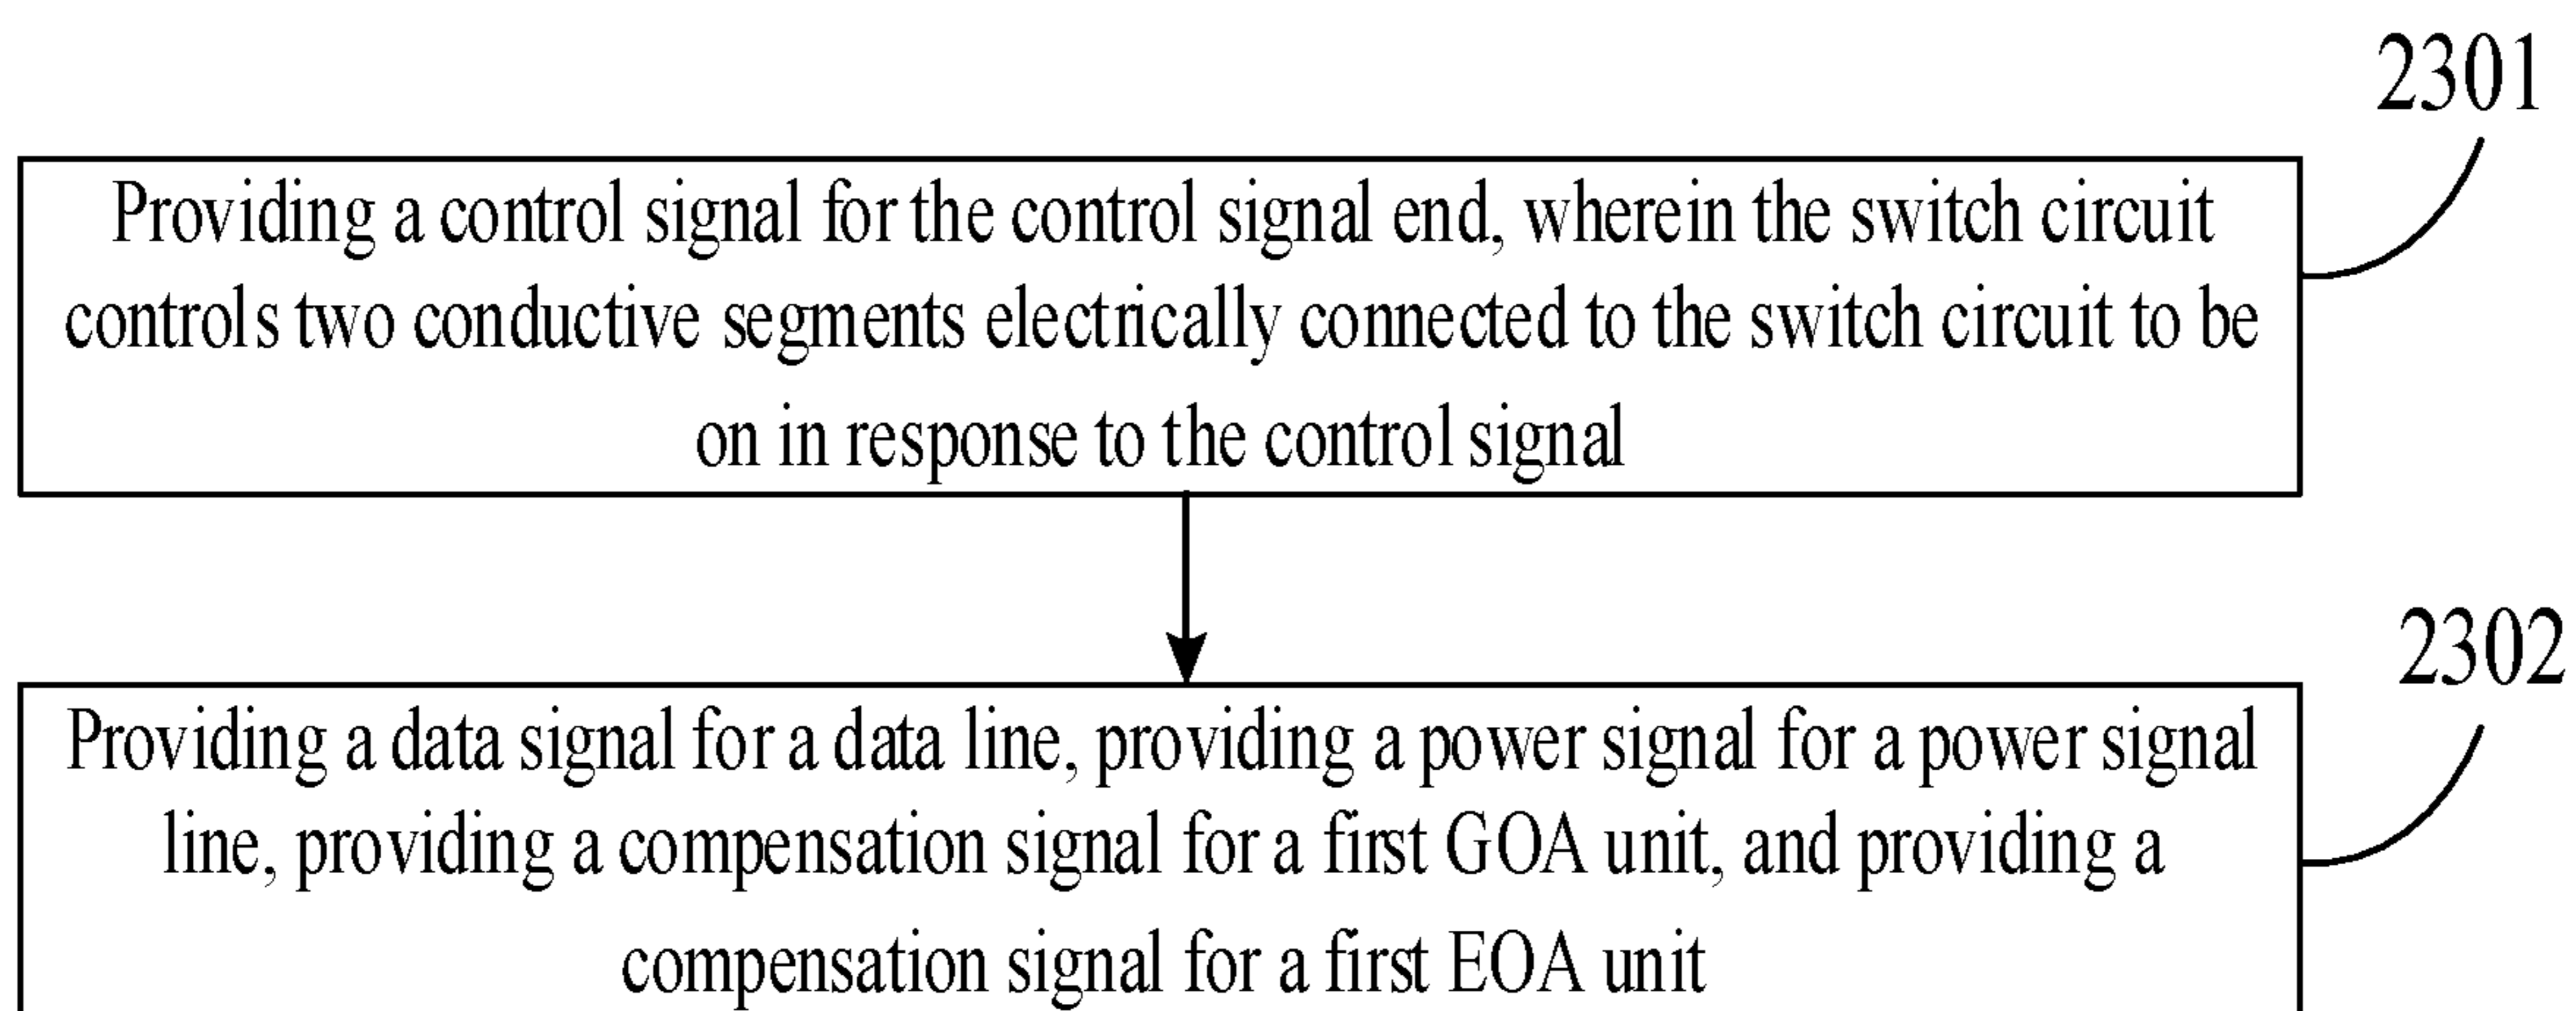 2301
Providing a control signal for the control signal end, wherein the switch circuit
controls two conductive segments electrically connected to the switch circuit to be
on in response to the control signal
2302
Providing a data signal for a data line, providing a power signal for a power signal
line, providing a compensation signal for a first GOA unit, and providing a
compensation signal for a first EOA unit